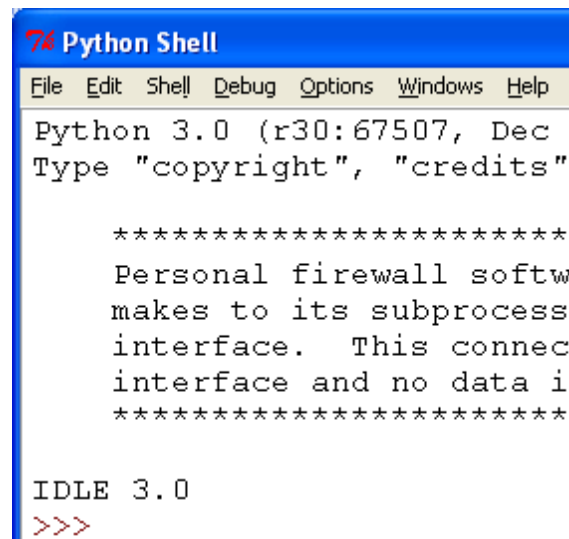 7% Python Shell
File Edit Shell Debug Options Windows Help
Python 3.0 (r30:67507, Dec
Type "copyright", "credits"
*************************
Personal firewall softw
makes to its subprocess
interface. This connec
interface and no data i
*************************
IDLE 3.0
>>>